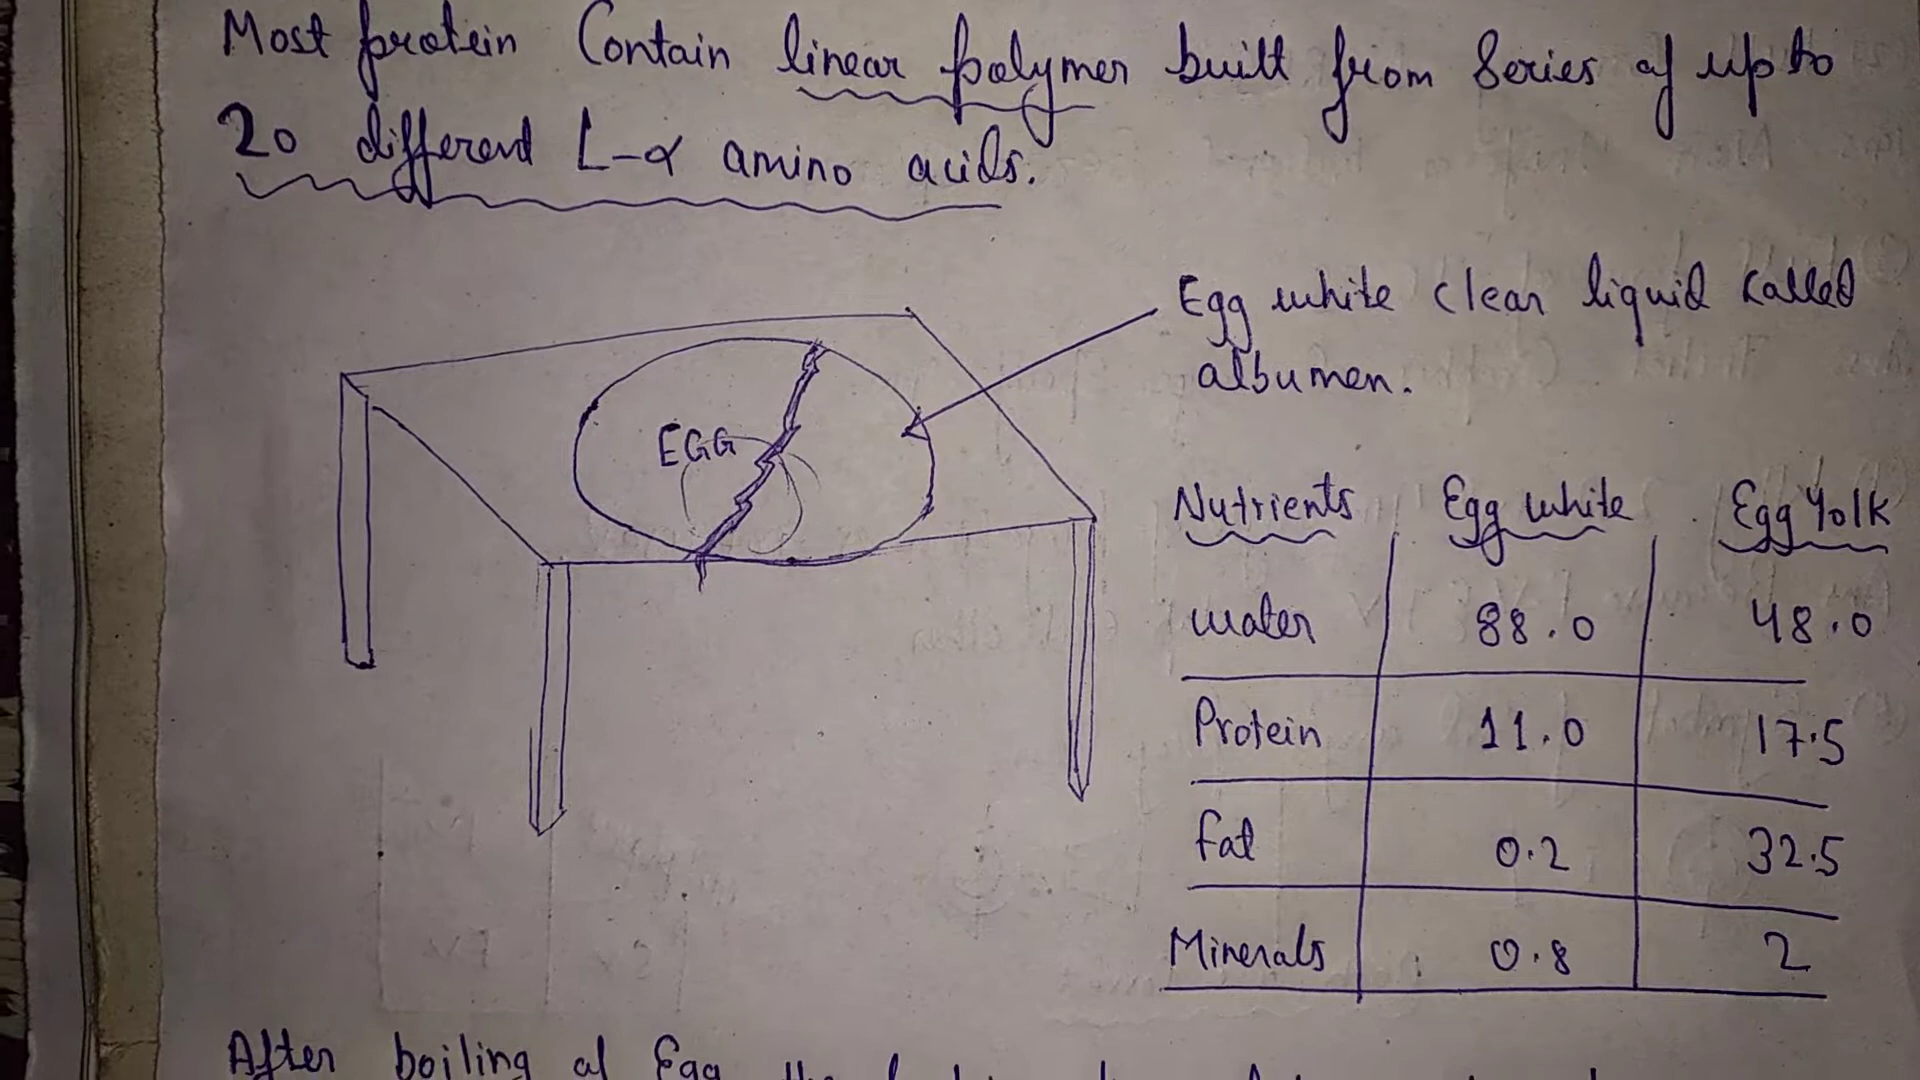 Most protein Contain linear polymer built from Series of up to
20 different L-α amino acids.
Egg white clear liquid called
albumen.
EGG
Nutrients Egg white Egg Yolk
water 88.0 48.0
Protein 11.0 17.5
fat 0.2 32.5
Minerals 0.8 2
After boiling of Egg the